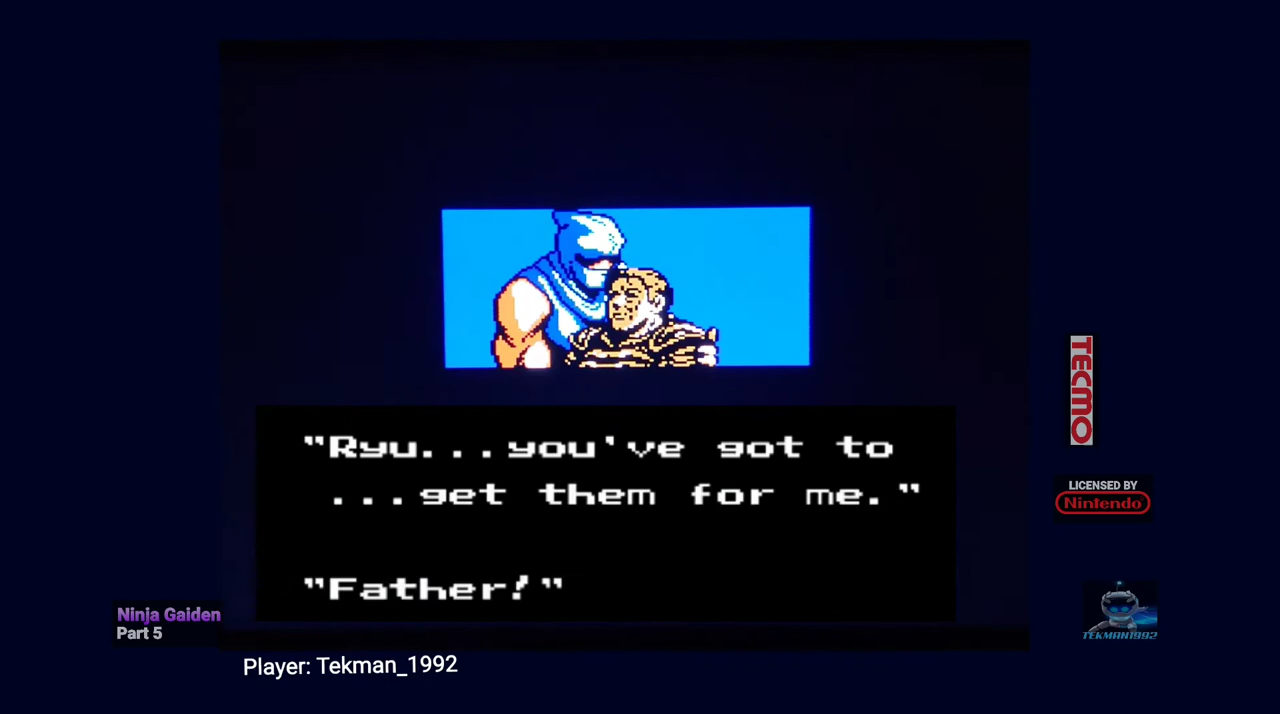 "Ryu...you've got to
...get them for me."
"Father!"
TECMO
LICENSED BY
Nintendo
TEKMAN1992
Ninja Gaiden
Part 5
Player: Tekman_1992